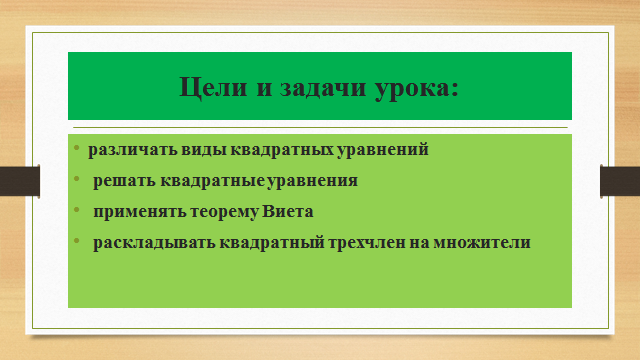 Цели и задачи урока:
• различать виды квадратных уравнений
• решать квадратные уравнения
• применять теорему Виета
• раскладывать квадратный трехчлен на множители